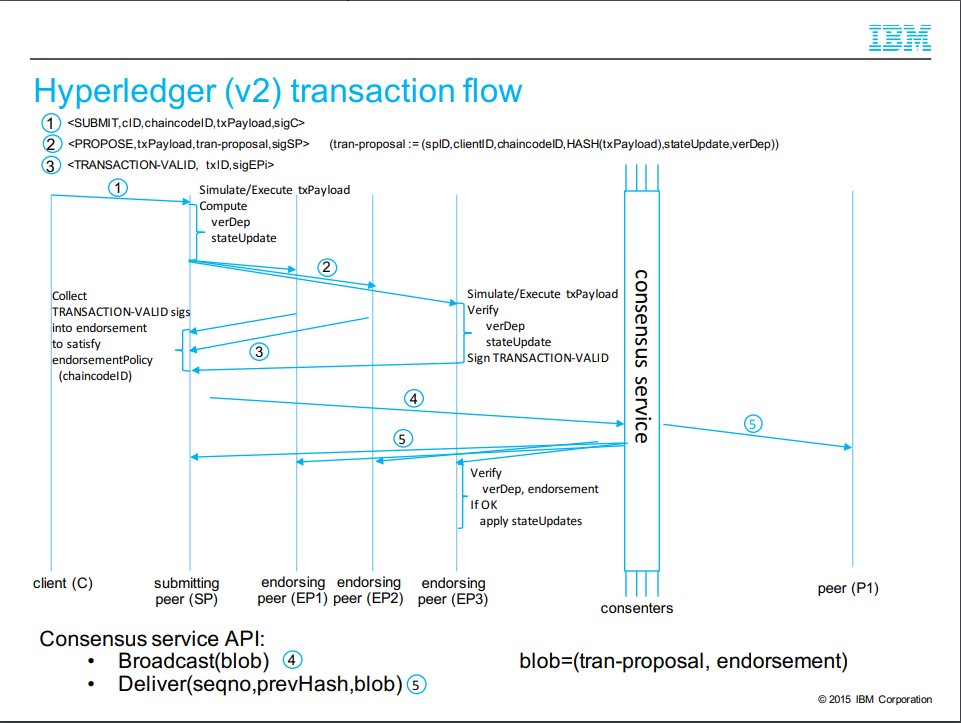 IBM
Hyperledger (v2) transaction flow
1 <SUBMIT,cID,chaincodeID,txPayload,sigC>
2 <PROPOSE,txPayload,tran-proposal,sigSP> (tran-proposal := (spID,clientID,chaincodeID,HASH(txPayload),stateUpdate,verDep))
3 <TRANSACTION-VALID, txID,sigEPi>
1
Simulate/Execute txPayload
Compute
verDep
stateUpdate
2
Collect
TRANSACTION-VALID sigs
into endorsement
to satisfy
endorsementPolicy
(chaincodeID)
3
Simulate/Execute txPayload
Verify
verDep
stateUpdate
Sign TRANSACTION-VALID
consensus service
4
5
5
Verify
verDep, endorsement
If OK
apply stateUpdates
client (C)
submitting
peer (SP)
endorsing
peer (EP1)
endorsing
peer (EP2)
endorsing
peer (EP3)
consenters
peer (P1)
Consensus service API:
• Broadcast(blob) 4
• Deliver(seqno,prevHash,blob) 5
blob=(tran-proposal, endorsement)
© 2015 IBM Corporation